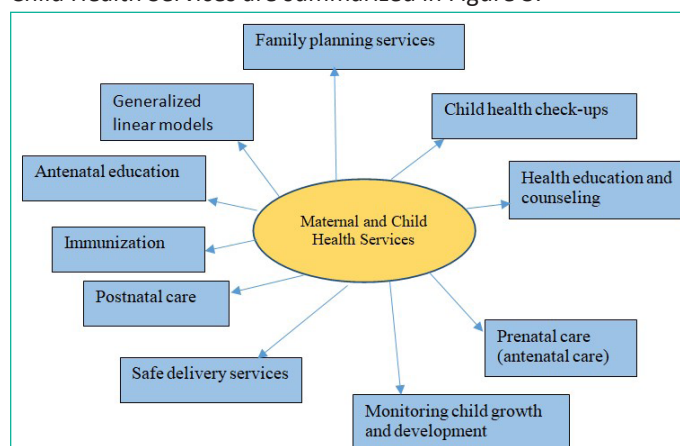 Child Health Services are summarized in Figure 3.
Family planning services
Generalized
linear models
Child health check-ups
Antenatal education
Health education and
counseling
Maternal and Child
Health Services
Immunization
Postnatal care
Prenatal care
(antenatal care)
Safe delivery services
Monitoring child growth
and development